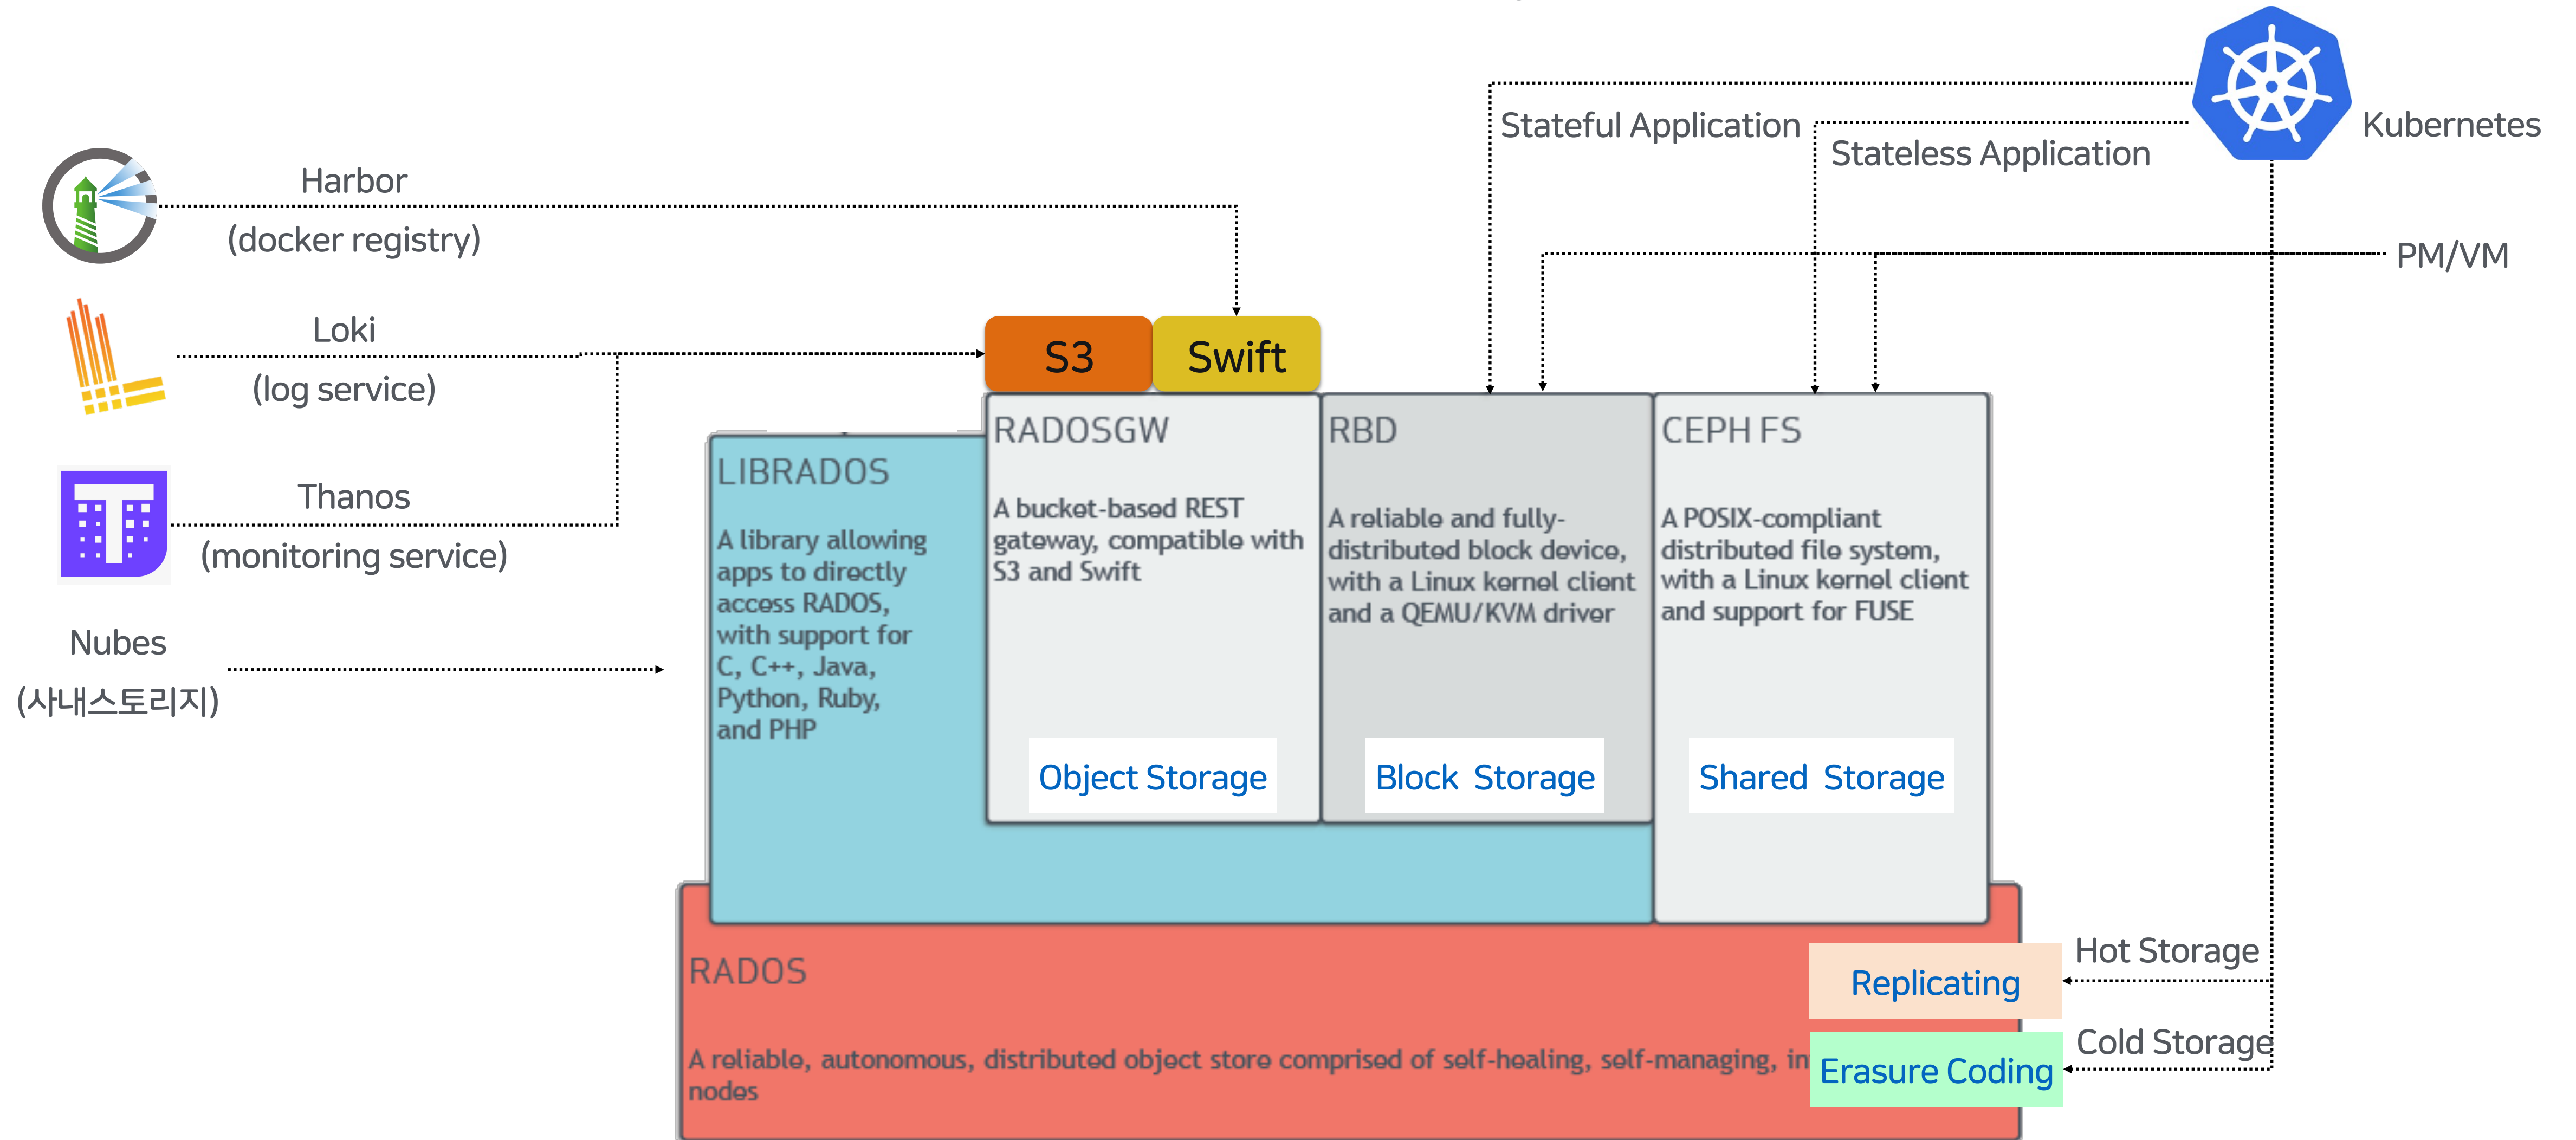 Kubernetes
Stateful Application
Stateless Application
PM/VM
Harbor
(docker registry)
Loki
(log service)
Thanos
(monitoring service)
Nubes
(사내스토리지)
S3
Swift
LIBRADOS
A library allowing
apps to directly
access RADOS,
with support for
C, C++, Java,
Python, Ruby,
and PHP
RADOSGW
A bucket-based REST
gateway, compatible with
S3 and Swift
Object Storage
RBD
A reliable and fully-
distributed block device,
with a Linux kernel client
and a QEMU/KVM driver
Block Storage
CEPH FS
A POSIX-compliant
distributed file system,
with a Linux kernel client
and support for FUSE
Shared Storage
RADOS
A reliable, autonomous, distributed object store comprised of self-healing, self-managing, in
nodes
Replicating
Hot Storage
Erasure Coding
Cold Storage